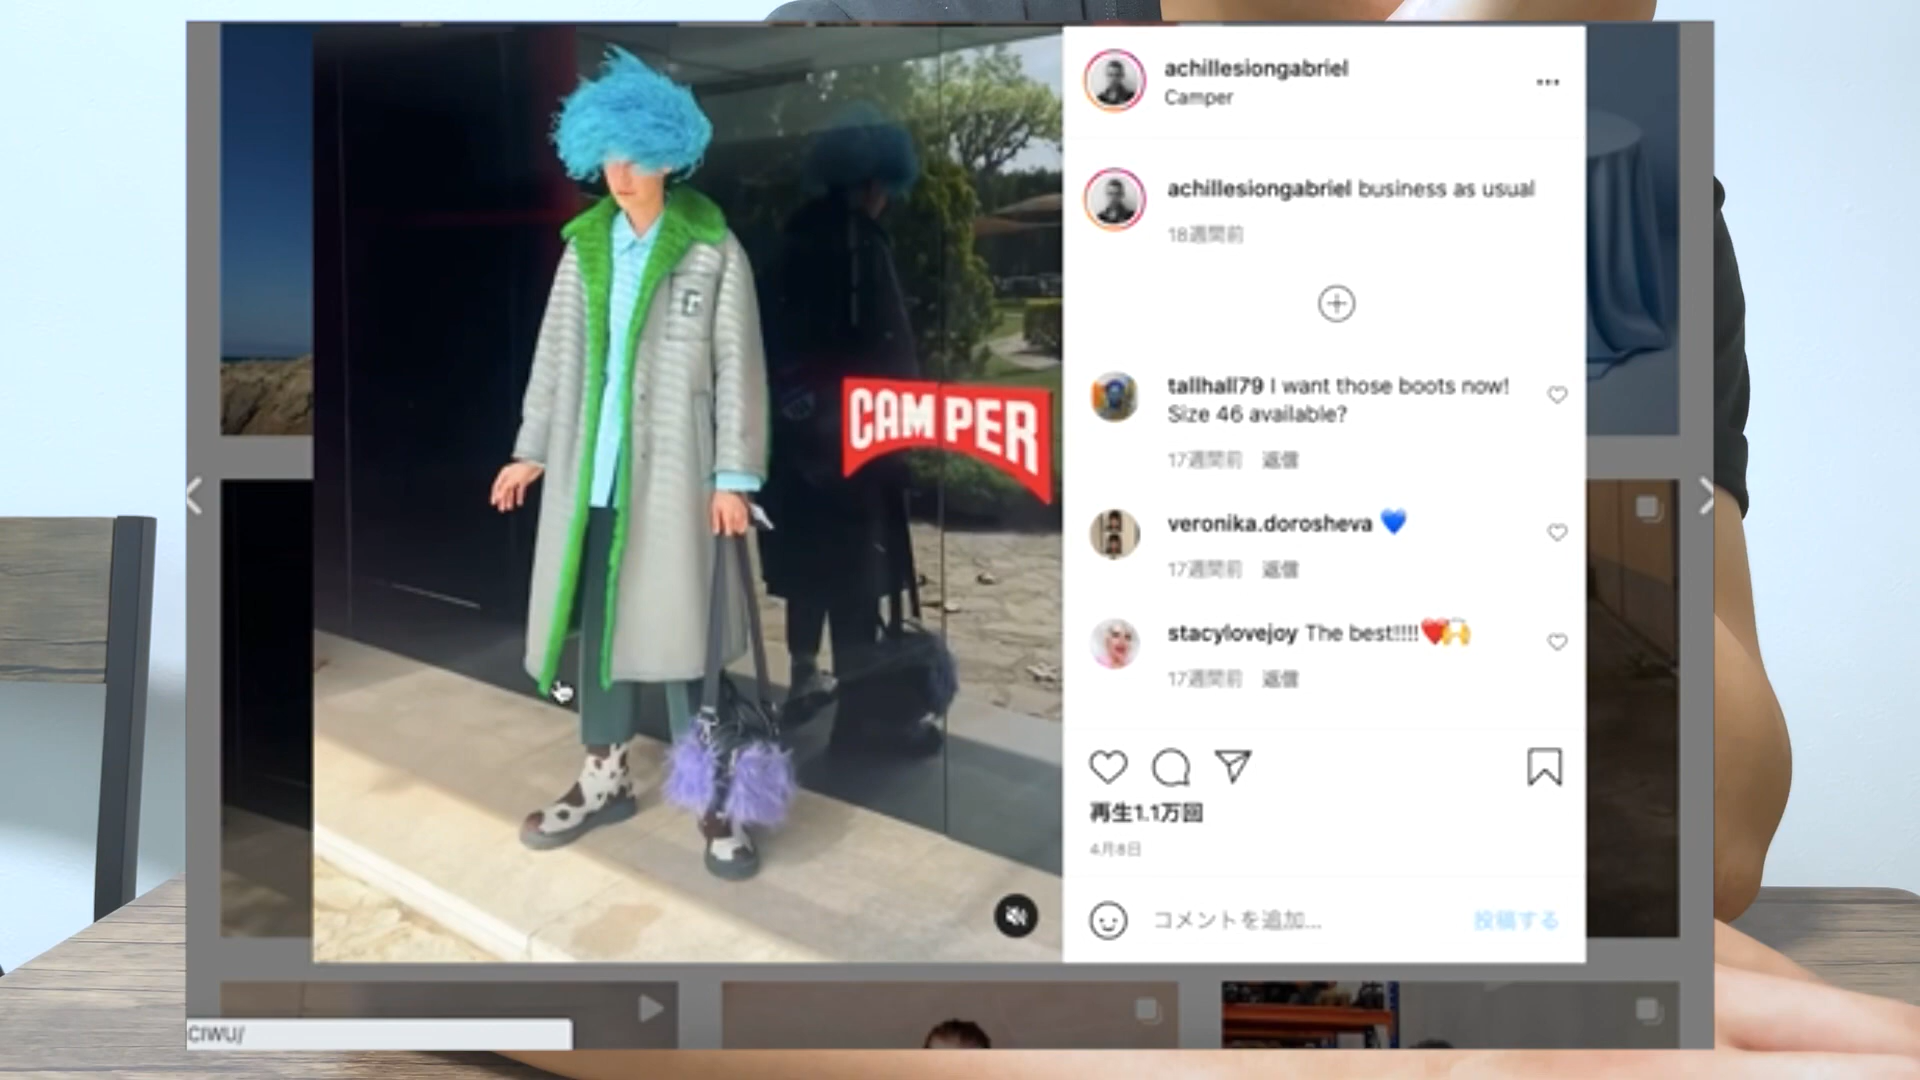 achillesiongabriel
Camper
achillesiongabriel business as usual
18週間前
CAMPER
tallhall79 I want those boots now!
Size 46 available?
17週間前 返信
veronika.dorosheva 💙
17週間前 返信
stacylovejoy The best!!!!❤️🙌
17週間前 返信
再生1.1万回
4月8日
コメントを追加...
投稿する
CIWU/